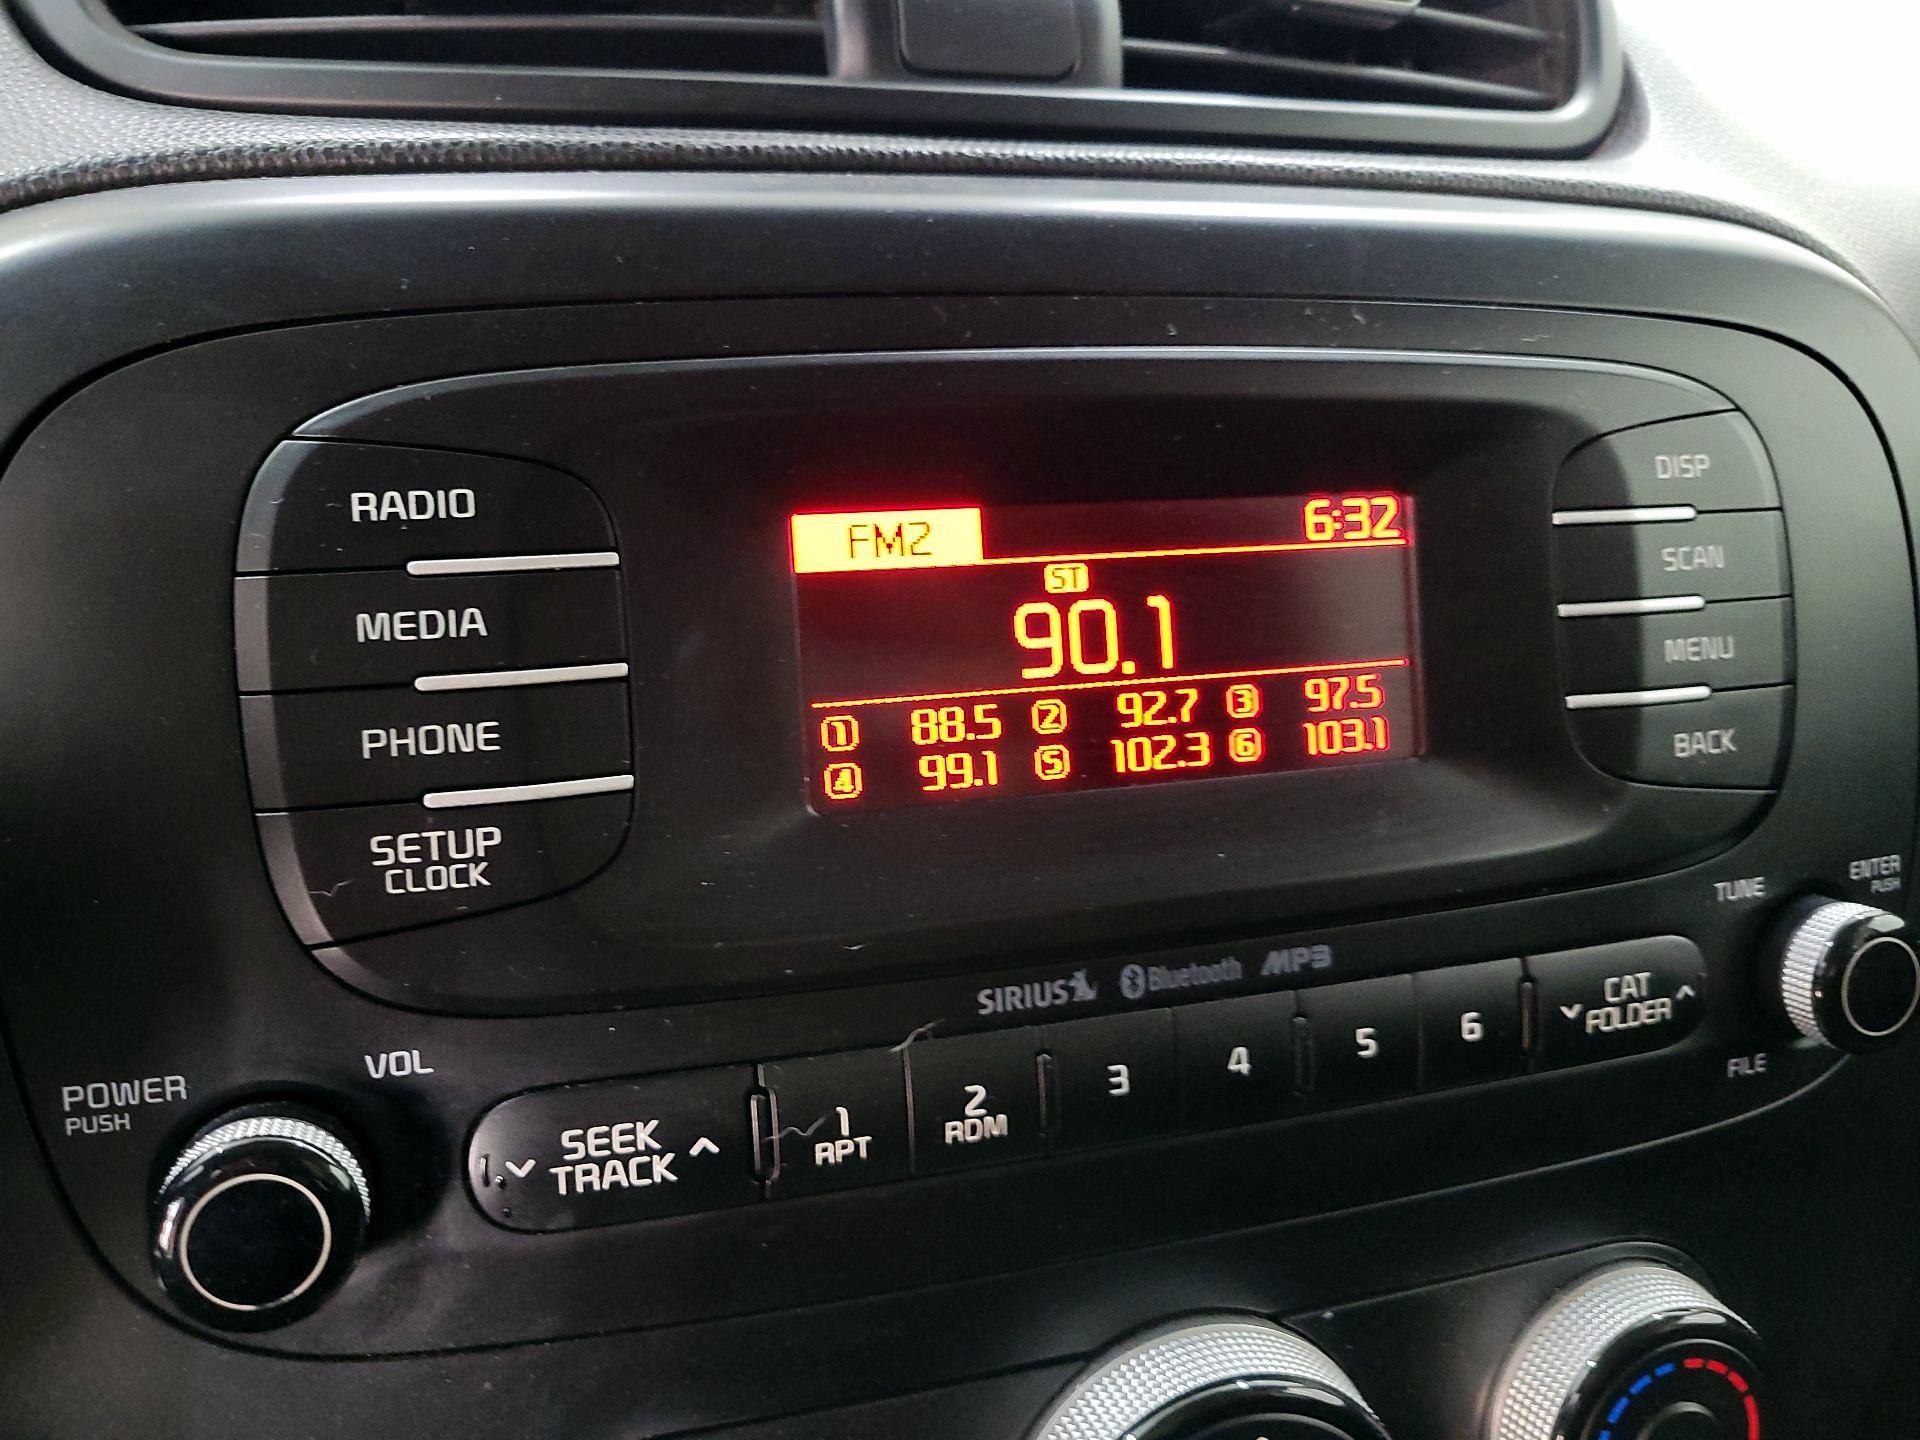 RADIO
MEDIA
PHONE
SETUP
CLOCK
FM2 6:32
ST
90.1
1 88.5 2 92.7 3 97.5
4 99.1 5 102.3 6 103.1
DISP
SCAN
MENU
BACK
TUNE
ENTER
PUSH
FILE
SIRIUS Bluetooth MP3
POWER
PUSH
VOL
SEEK
TRACK
1
RPT
2
RDM
3
4
5
6
CAT
FOLDER